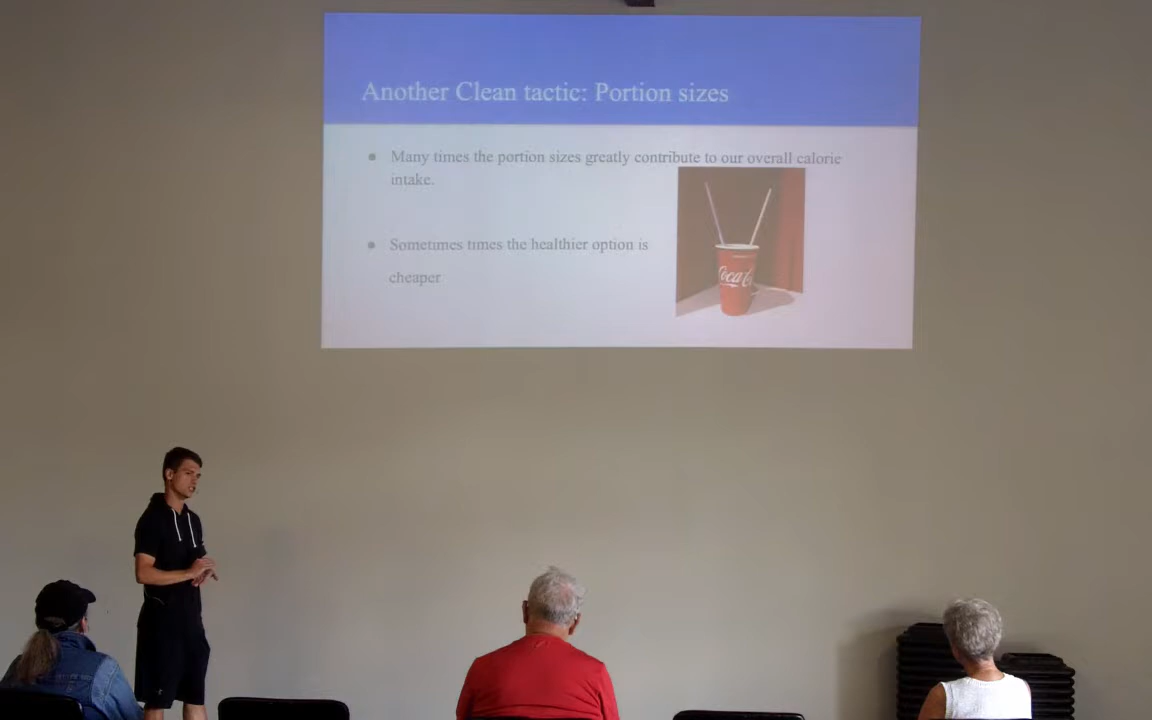 Another Clean tactic: Portion sizes
Many times the portion sizes greatly contribute to our overall calorie
intake.
Sometimes times the healthier option is
cheaper
Coca-C